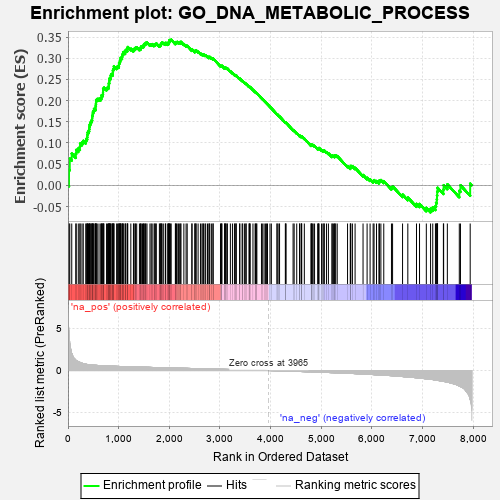 Enrichment plot: GO_DNA_METABOLIC_PROCESS
Enrichment score (ES)
0.35
0.30
0.25
0.20
0.15
0.10
0.05
0.00
-0.05
'na_pos' (positively correlated)
Ranked list metric (PreRanked)
5
0
-5
Zero cross at 3965
'na_neg' (negatively correlated)
0 1,000 2,000 3,000 4,000 5,000 6,000 7,000 8,000
Rank in Ordered Dataset
Enrichment profile Hits Ranking metric scores